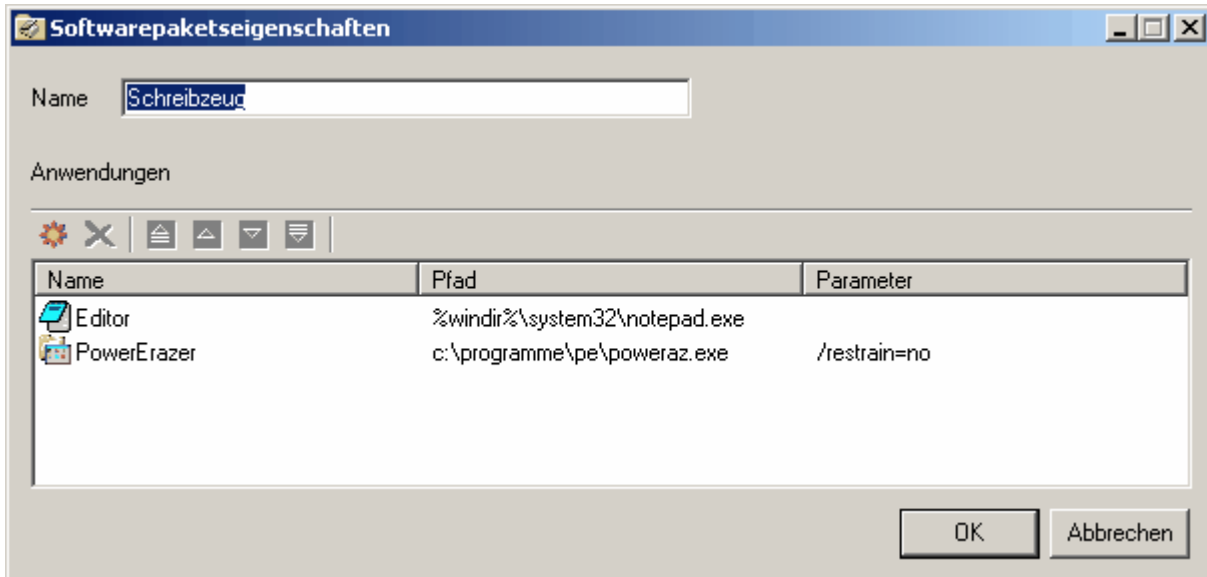 Softwarepaketseigenschaften
Name Schreibzeug
Anwendungen
Name Pfad Parameter
Editor %windir%\system32\notepad.exe
PowerErazer c:\programme\pe\poweraz.exe /restrain=no
OK Abbrechen